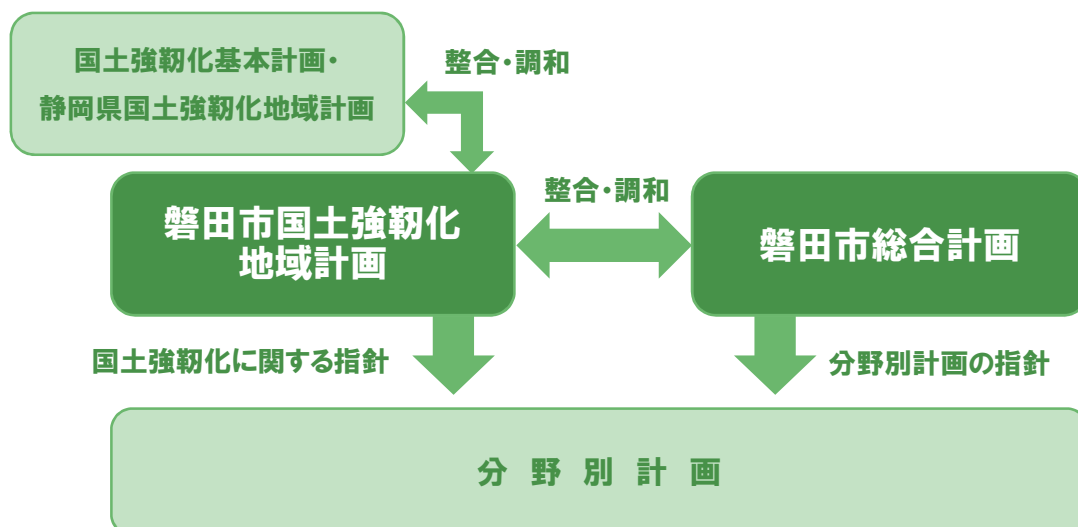 国土強靭化基本計画・
静岡県国土強靭化地域計画
整合・調和
磐田市国土強靭化
地域計画
整合・調和
磐田市総合計画
国土強靭化に関する指針
分野別計画の指針
分野別計画